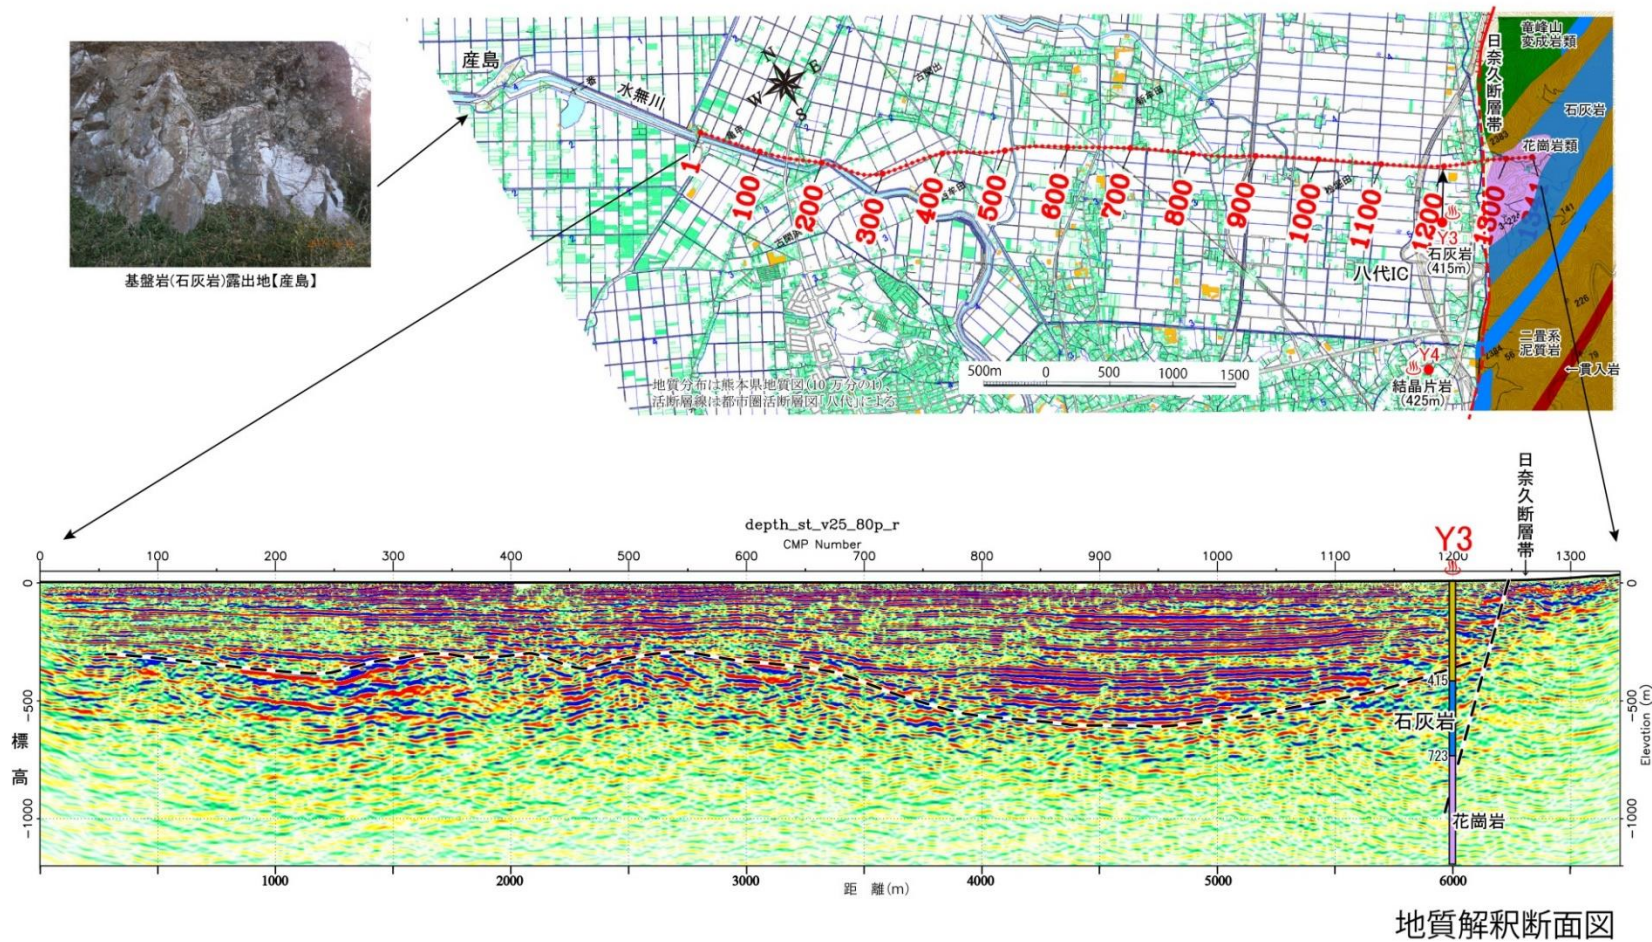 基盤岩(石灰岩)露出地【産島】
産島
水無川
N
E
W
S
日奈久断層帯
竜峰山
変成岩類
石灰岩
花崗岩類
二畳系
泥質岩
貫入岩
1
100
200
300
400
500
600
700
800
900
1000
1100
1200
1300
Y3
石灰岩
(415m)
八代IC
Y4
結晶片岩
(425m)
500m 0 500 1000 1500
地質分布は熊本県地質図(10万分の1)、
活断層線は都市圏活断層図「八代」による
日奈久断層帯
depth_st_v25_80p_r
CMP Number
Y3
0 100 200 300 400 500 600 700 800 900 1000 1100 1200 1300
0
-500
-1000
標高
415
石灰岩
723
花崗岩
0
-500
-1000
Elevation (m)
0 1000 2000 3000 4000 5000 6000
距 離(m)
地質解釈断面図